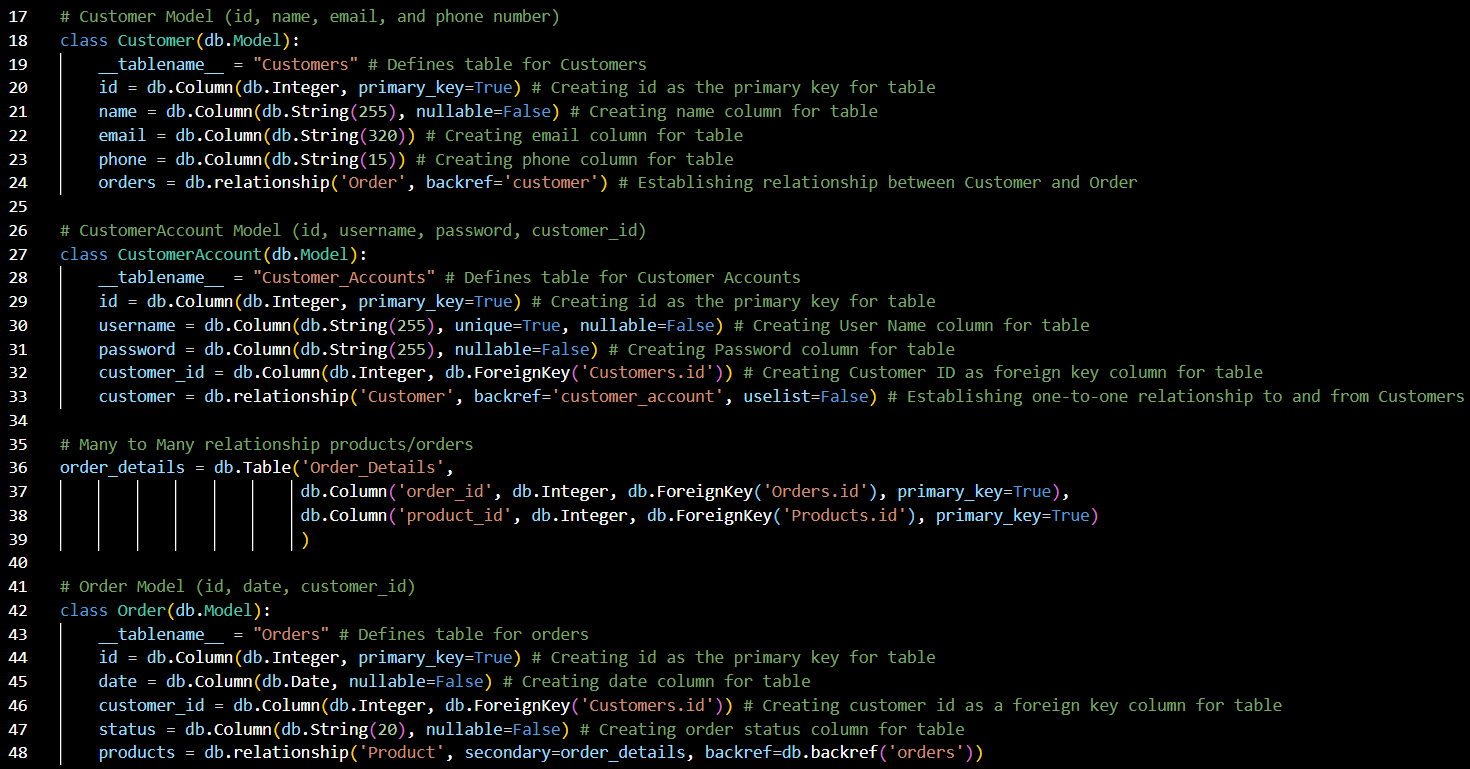 17 # Customer Model (id, name, email, and phone number)
18 class Customer(db.Model):
19     __tablename__ = "Customers" # Defines table for Customers
20     id = db.Column(db.Integer, primary_key=True) # Creating id as the primary key for table
21     name = db.Column(db.String(255), nullable=False) # Creating name column for table
22     email = db.Column(db.String(320)) # Creating email column for table
23     phone = db.Column(db.String(15)) # Creating phone column for table
24     orders = db.relationship('Order', backref='customer') # Establishing relationship between Customer and Order
25
26 # CustomerAccount Model (id, username, password, customer_id)
27 class CustomerAccount(db.Model):
28     __tablename__ = "Customer_Accounts" # Defines table for Customer Accounts
29     id = db.Column(db.Integer, primary_key=True) # Creating id as the primary key for table
30     username = db.Column(db.String(255), unique=True, nullable=False) # Creating User Name column for table
31     password = db.Column(db.String(255), nullable=False) # Creating Password column for table
32     customer_id = db.Column(db.Integer, db.ForeignKey('Customers.id')) # Creating Customer ID as foreign key column for table
33     customer = db.relationship('Customer', backref='customer_account', uselist=False) # Establishing one-to-one relationship to and from Customers
34
35 # Many to Many relationship products/orders
36 order_details = db.Table('Order_Details',
37                          db.Column('order_id', db.Integer, db.ForeignKey('Orders.id'), primary_key=True),
38                          db.Column('product_id', db.Integer, db.ForeignKey('Products.id'), primary_key=True)
39                          )
40
41 # Order Model (id, date, customer_id)
42 class Order(db.Model):
43     __tablename__ = "Orders" # Defines table for orders
44     id = db.Column(db.Integer, primary_key=True) # Creating id as the primary key for table
45     date = db.Column(db.Date, nullable=False) # Creating date column for table
46     customer_id = db.Column(db.Integer, db.ForeignKey('Customers.id')) # Creating customer id as a foreign key column for table
47     status = db.Column(db.String(20), nullable=False) # Creating order status column for table
48     products = db.relationship('Product', secondary=order_details, backref=db.backref('orders'))